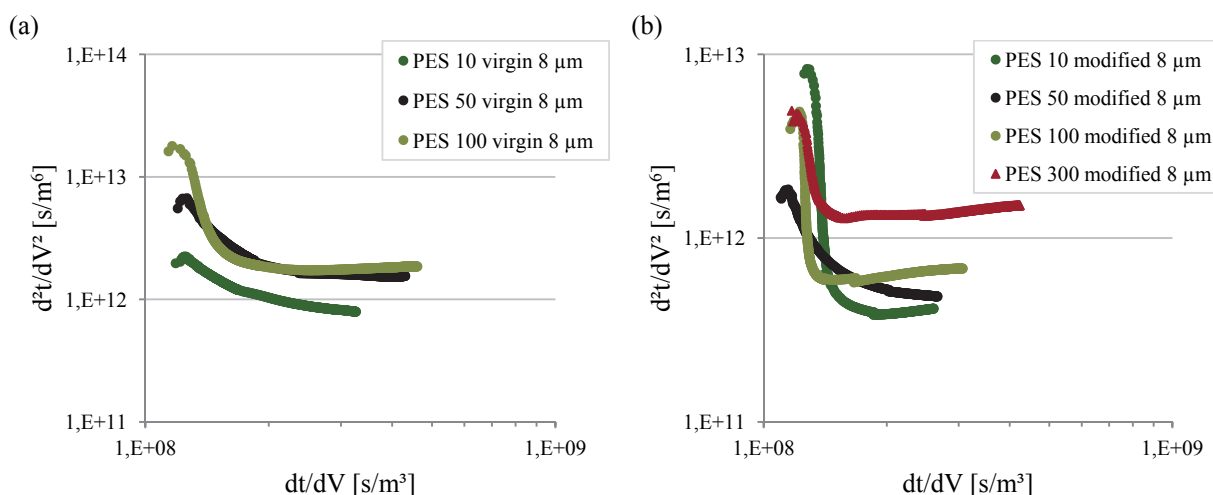 (a)
1,E+14
1,E+13
1,E+12
1,E+11
d²t/dV² [s/m⁶]
PES 10 virgin 8 µm
PES 50 virgin 8 µm
PES 100 virgin 8 µm
1,E+08
1,E+09
dt/dV [s/m³]
(b)
1,E+13
1,E+12
1,E+11
d²t/dV² [s/m⁶]
PES 10 modified 8 µm
PES 50 modified 8 µm
PES 100 modified 8 µm
PES 300 modified 8 µm
1,E+08
1,E+09
dt/dV [s/m³]